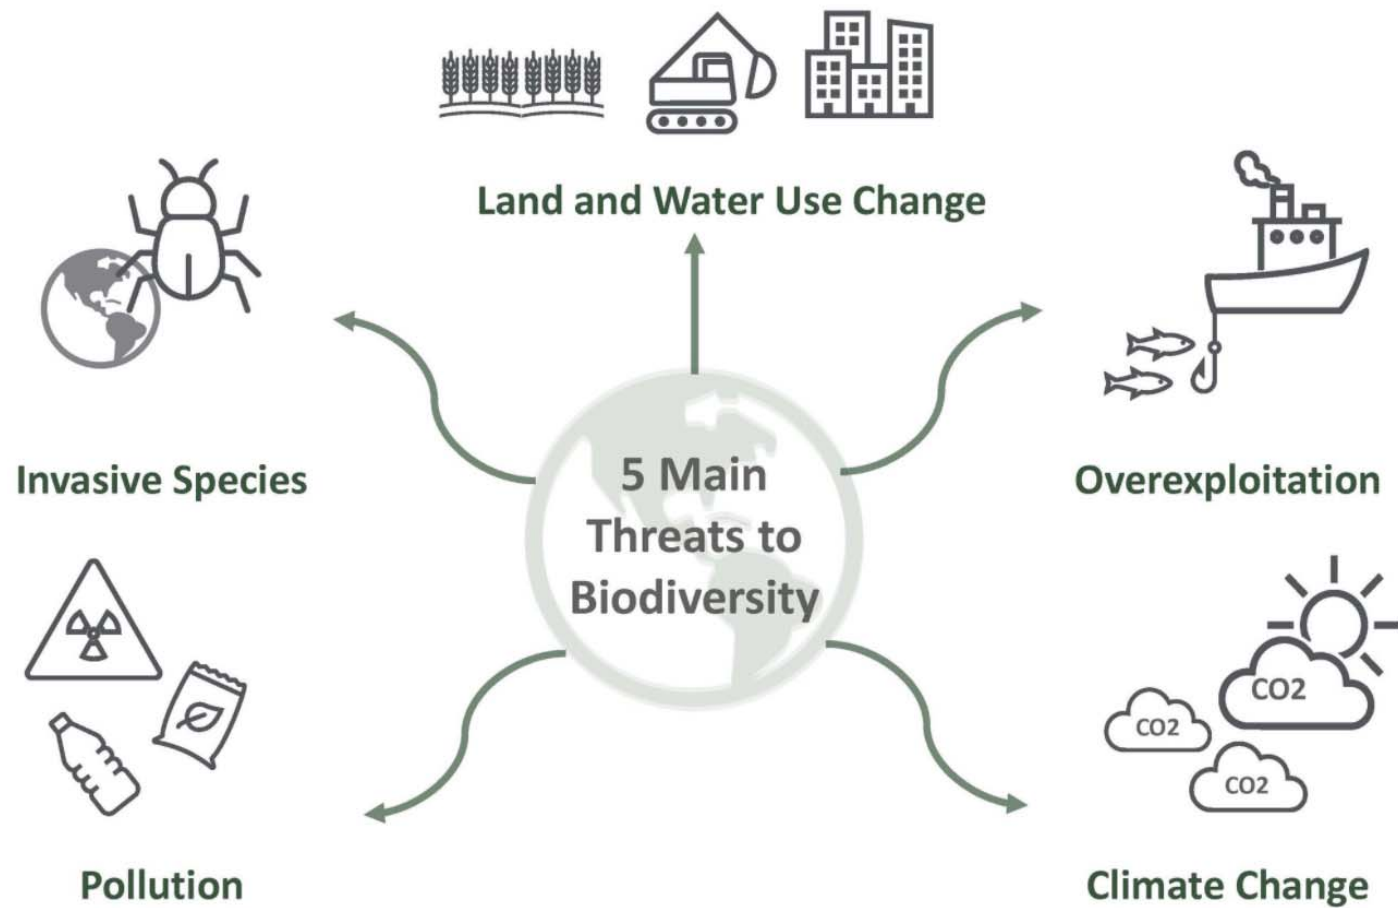 Land and Water Use Change
Invasive Species
Overexploitation
5 Main
Threats to
Biodiversity
CO2
CO2
CO2
Pollution
Climate Change